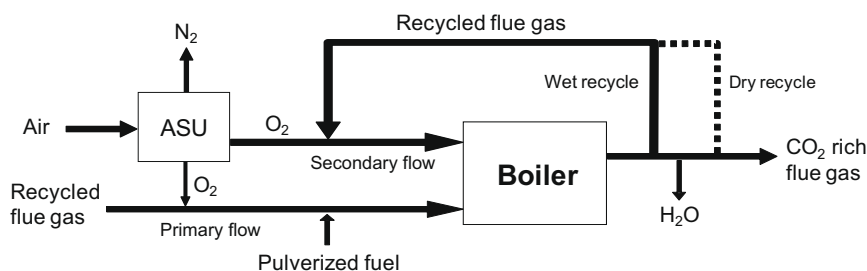 Recycled flue gas
N₂
Wet recycle
Dry recycle
Air
ASU
O₂
Secondary flow
Boiler
CO₂ rich
flue gas
O₂
Recycled
flue gas
Primary flow
H₂O
Pulverized fuel